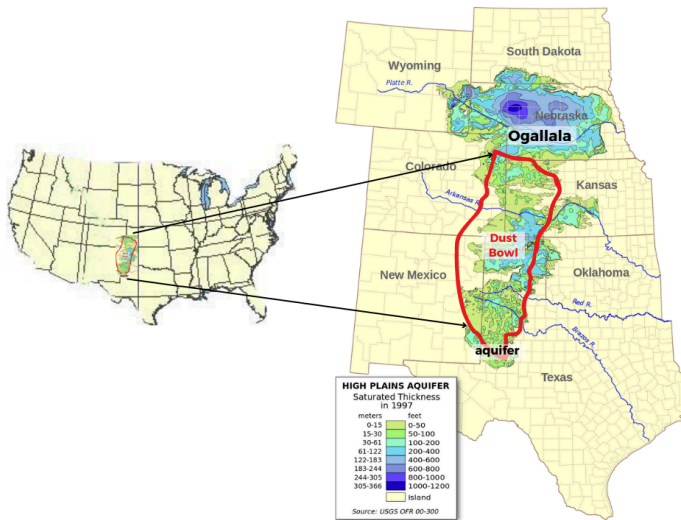 South Dakota
Wyoming
Platte R.
Nebraska
Ogallala
Colorado
Kansas
Arkansas R.
Dust
Bowl
New Mexico
Oklahoma
Red R.
Brazos R.
aquifer
Texas
HIGH PLAINS AQUIFER
Saturated Thickness
in 1997
meters feet
0-15 0-50
15-30 50-100
30-61 100-200
61-122 200-400
122-183 400-600
183-244 600-800
244-305 800-1000
305-366 1000-1200
Island
Source: USGS OFR 00-300